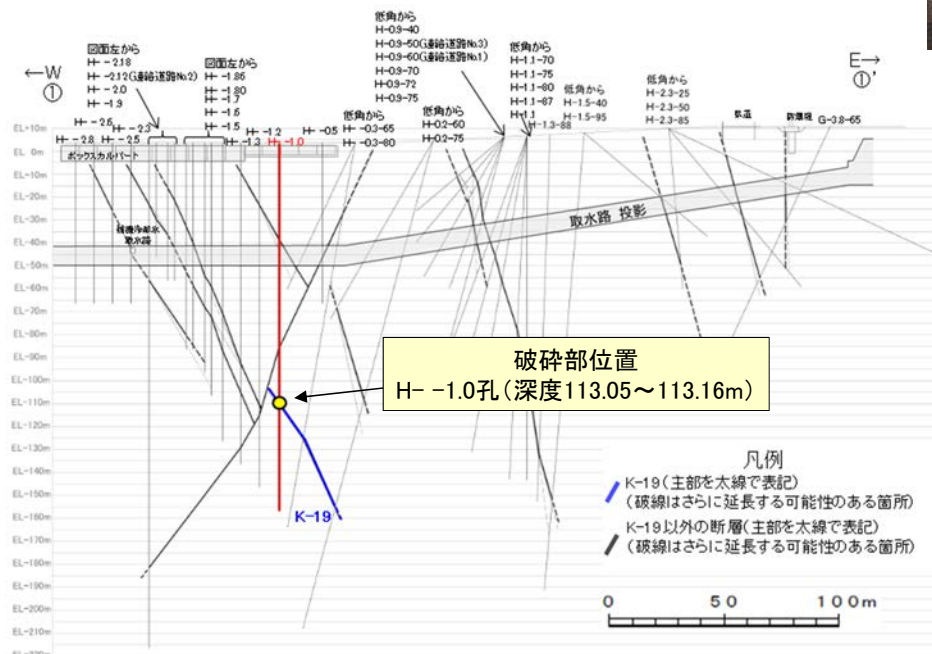 ←W
①
図面左から
H- -2.18
H- -2.12(連絡道路No.2)
H- -2.0
H- -1.9
図面左から
H- -1.86
H- -1.80
H- -1.7
H- -1.6
H- -1.5
低角から
H-0.9-40
H-0.9-50(連絡道路No.3)
H-0.9-60(連絡道路No.1)
H-0.9-70
H-0.9-72
H-0.9-75
低角から
H-1.1-70
H-1.1-75
H-1.1-80
H-1.1-87
H-1.1
H-1.3-88
低角から
H-1.5-40
H-1.5-95
低角から
H-2.3-25
H-2.3-50
H-2.3-85
E→
①'
低角から
H-0.3-65
H-0.3-80
低角から
H-0.2-60
H-0.2-75
G-3.8-65
H- -2.6
H- -2.3
H- -2.8
H- -2.5
H- -1.3
H- -1.2
H- -1.0
H- -0.5
ボックスカルバート
取水路
取水路 投影
EL+10m
EL 0m
EL-10m
EL-20m
EL-30m
EL-40m
EL-50m
EL-60m
EL-70m
EL-80m
EL-90m
EL-100m
EL-110m
EL-120m
EL-130m
EL-140m
EL-150m
EL-160m
EL-170m
EL-180m
EL-190m
EL-200m
EL-210m
破砕部位置
H- -1.0孔(深度113.05～113.16m)
K-19
凡例
K-19(主部を太線で表記)
(破線はさらに延長する可能性のある箇所)
K-19以外の断層(主部を太線で表記)
(破線はさらに延長する可能性のある箇所)
0 50 100m